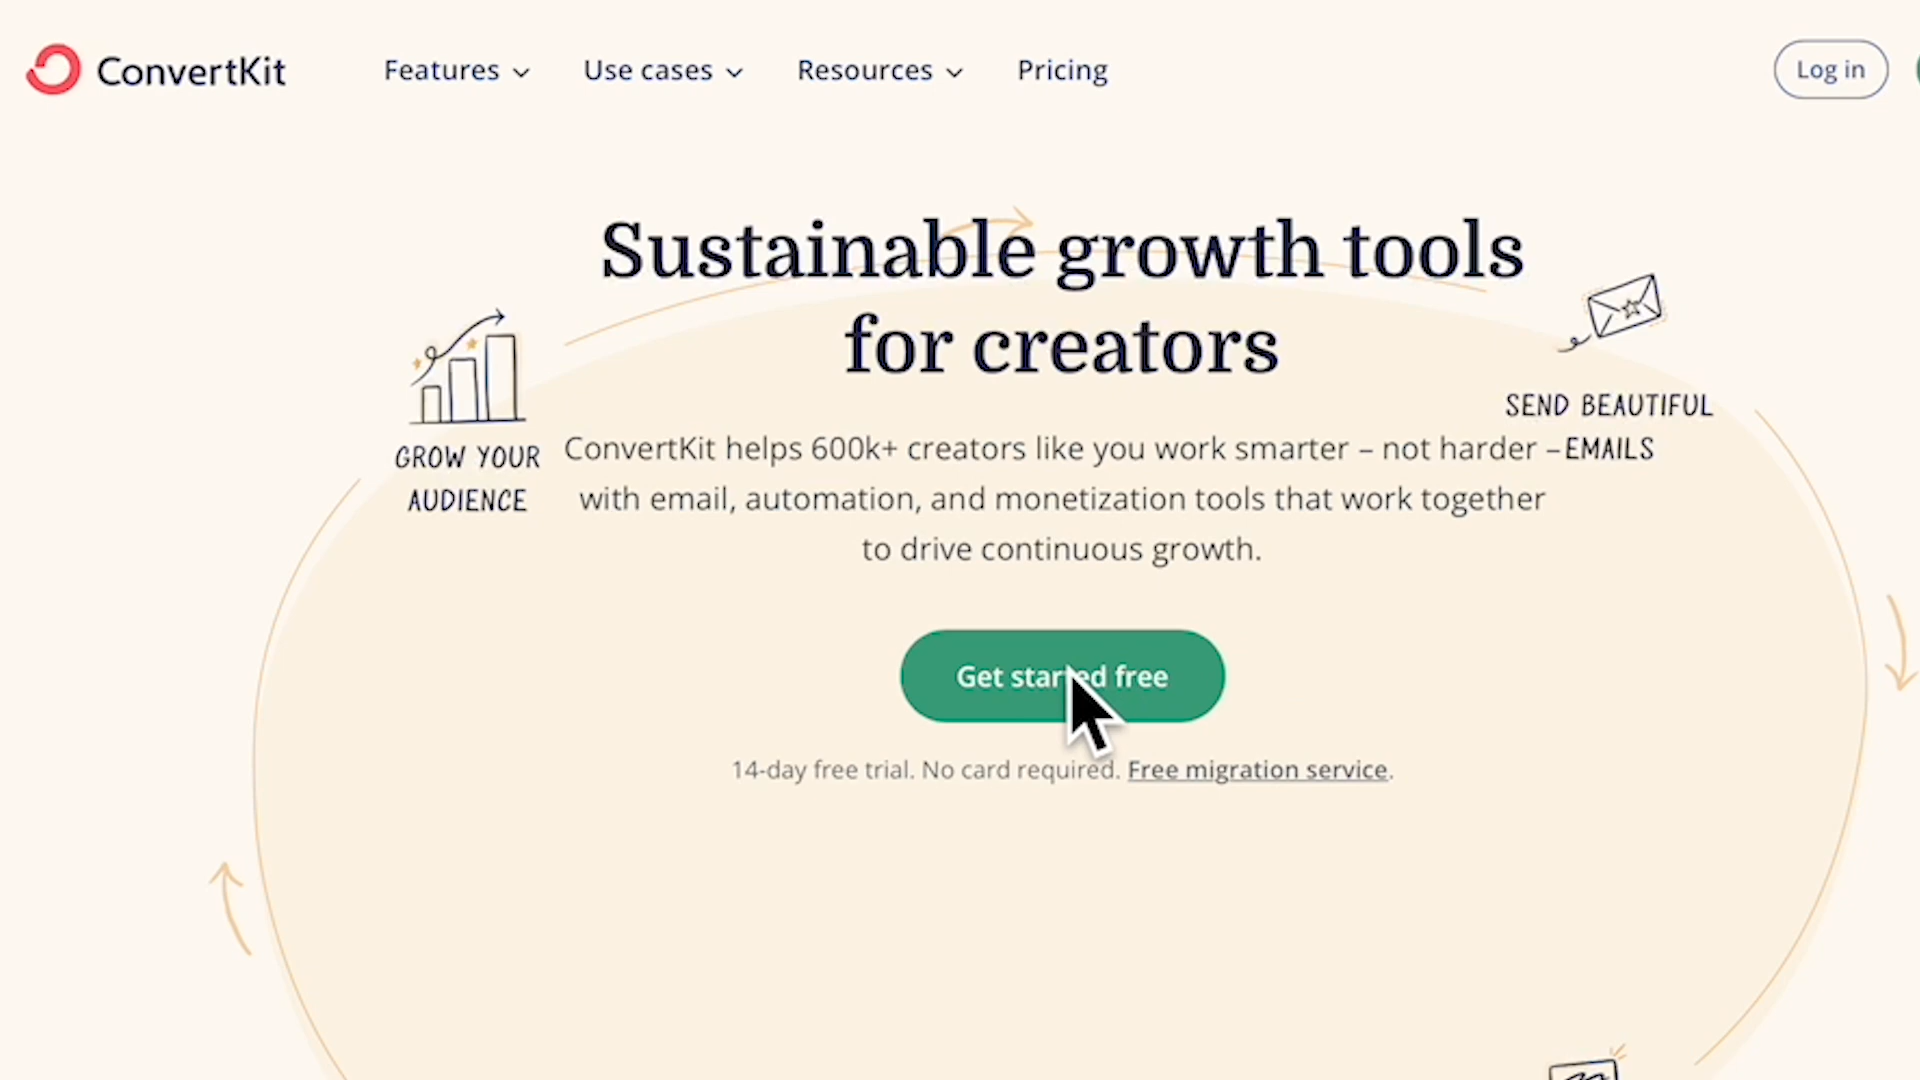 ConvertKit
Features
Use cases
Resources
Pricing
Log in
Sustainable growth tools
for creators
GROW YOUR
AUDIENCE
SEND BEAUTIFUL
EMAILS
ConvertKit helps 600k+ creators like you work smarter – not harder –
with email, automation, and monetization tools that work together
to drive continuous growth.
Get started free
14-day free trial. No card required. Free migration service.